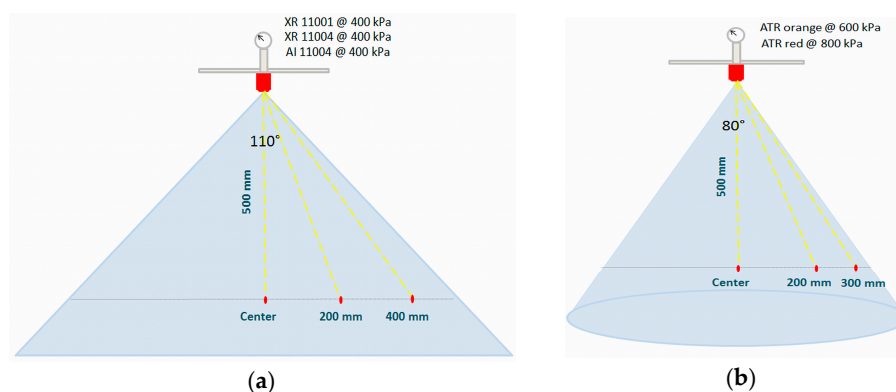 XR 11001 @ 400 kPa
XR 11004 @ 400 kPa
AI 11004 @ 400 kPa
110°
500 mm
Center
200 mm
400 mm
(a)
ATR orange @ 600 kPa
ATR red @ 800 kPa
80°
500 mm
Center
200 mm
300 mm
(b)